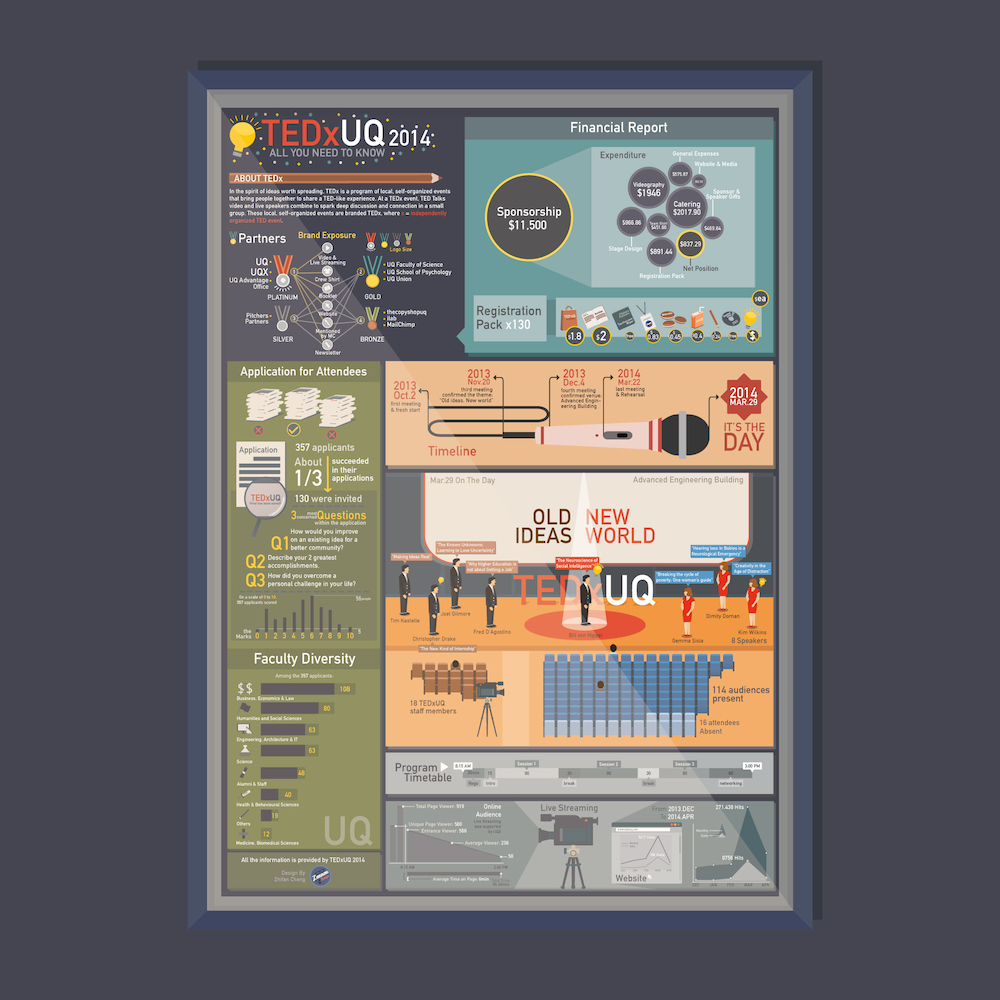 TEDxUQ 2014
ALL YOU NEED TO KNOW
ABOUT TEDx
In the spirit of ideas worth spreading, TEDx is a program of local, self-organized events
that bring people together to share a TED-like experience. At a TEDx event, TED Talks
video and live speakers combine to spark deep discussion and connection in a small
group. These local, self-organized events are branded TEDx, where x = independently
organized TED event.
Partners
Brand Exposure
Logo Size
UQ
UQX
UQ Advantage
Office
PLATINUM
Video &
Live Streaming
Crew Shirt
Booklet
Website
Mentioned
by MC
Newsletter
UQ Faculty of Science
UQ School of Psychology
UQ Union
GOLD
Pitchers
Partners
SILVER
thecopyshopuq
ilab
MailChimp
BRONZE
Financial Report
Sponsorship
$11.500
Expenditure
General Expenses
$575.87
Website & Media
Videography
$1946
Catering
$2017.90
Sponsor &
Speaker Gifts
$489.84
$966.86
Stage Design
$891.44
Registration Pack
$837.29
Net Position
Registration
Pack x130
$1.8
$2
sea
Application for Attendees
357 applicants
Application
About
1/3
succeeded
in their
applications
TEDxUQ
130 were invited
3 Questions
within the application
Q1 How would you improve
on an existing idea for a
better community?
Q2 Describe your 2 greatest
accomplishments.
Q3 How did you overcome a
personal challenge in your life?
357 applicants scored
the
Marks
0 1 2 3 4 5 6 7 8 9 10
Timeline
2013
Oct.2
first meeting
& fresh start
2013
Nov.20
third meeting
confirmed the theme:
"Old ideas. New world"
2013
Dec.4
fourth meeting
confirmed venue:
Advanced Engin-
eering Building
2014
Mar.22
last meeting
& Rehearsal
2014
MAR.29
IT'S THE
DAY
Mar.29 On The Day
Advanced Engineering Building
OLD NEW
IDEAS WORLD
TEDxUQ
"Making Ideas Real"
Tim Kastelle
"The Known Unknowns:
Learning to Love Uncertainty"
Christopher Drake
"The New Kind of Internship"
Joel Gilmore
"Why Higher Education is
not about Getting a Job"
Fred D'Agostino
"The Neuroscience of
Social Intelligence"
"Breaking the cycle of
poverty. One woman's guide"
Gemma Sisia
"Hearing loss in Babies is a
Neurological Emergency"
Dimity Dornan
"Creativity in the
Age of Distraction"
Kim Wilkins
8 Speakers
18 TEDxUQ
staff members
114 audiences
present
16 attendees
Absent
Faculty Diversity
Among the 357 applicants
108
Business, Economics & Law
80
Humanities and Social Sciences
63
Engineering, Architecture & IT
63
Science
48
Alumni & Staff
40
Health & Behavioural Sciences
19
Others
12
Medicine, Biomedical Sciences
UQ
All the information is provided by TEDxUQ 2014
Design By
Zhifan Chang
Program
Timetable
8:15 AM
Session 1
Session 2
Session 3
3:00 PM
break
break
networking
Total Page Viewer: 919
Unique Page Viewer: 580
Average Viewer: 238
50
Average Time on Page
Online
Audience
Live Streaming
2013.DEC
2014.APR
Website
271.438 Hits
8756 Hits